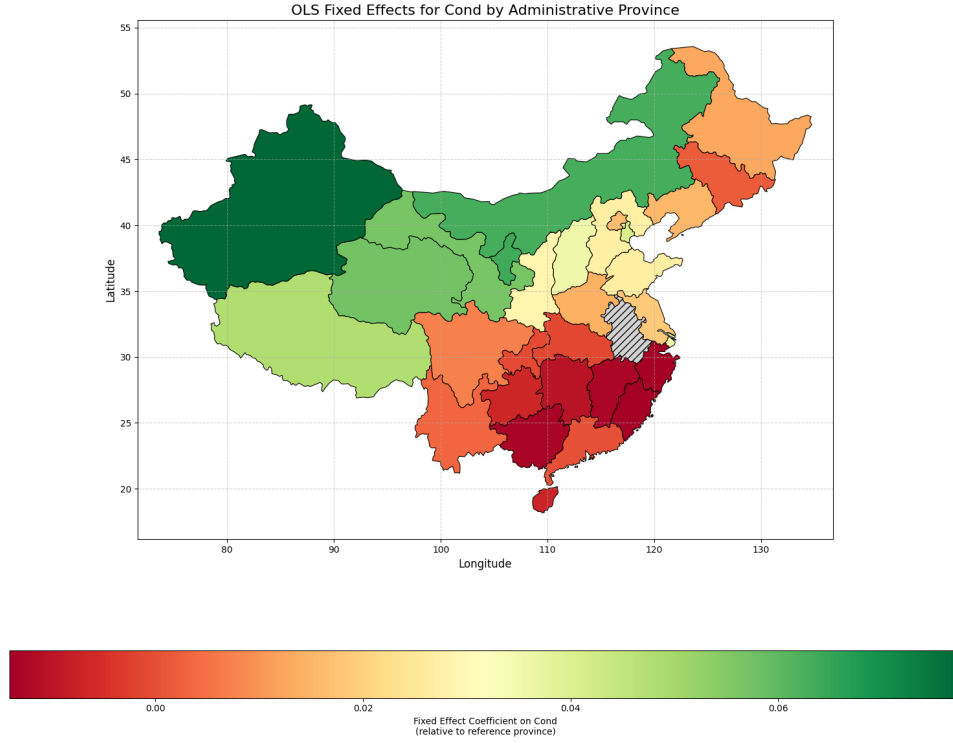 OLS Fixed Effects for Cond by Administrative Province
55
50
45
40
35
30
25
20
Latitude
80 90 100 110 120 130
Longitude
0.00 0.02 0.04 0.06
Fixed Effect Coefficient on Cond
(relative to reference province)